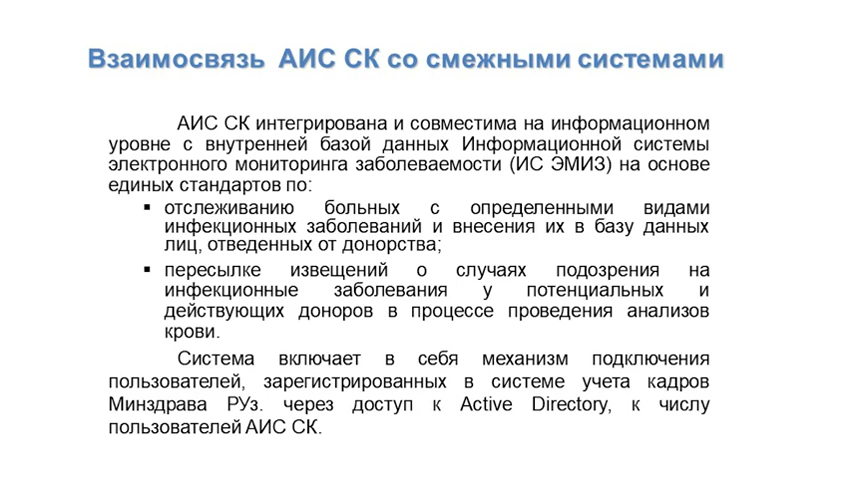 Взаимосвязь АИС СК со смежными системами
АИС СК интегрирована и совместима на информационном
уровне с внутренней базой данных Информационной системы
электронного мониторинга заболеваемости (ИС ЭМИЗ) на основе
единых стандартов по:
▪ отслеживанию больных с определенными видами
инфекционных заболеваний и внесения их в базу данных
лиц, отведенных от донорства;
▪ пересылке извещений о случаях подозрения на
инфекционные заболевания у потенциальных и
действующих доноров в процессе проведения анализов
крови.
Система включает в себя механизм подключения
пользователей, зарегистрированных в системе учета кадров
Минздрава РУз. через доступ к Active Directory, к числу
пользователей АИС СК.